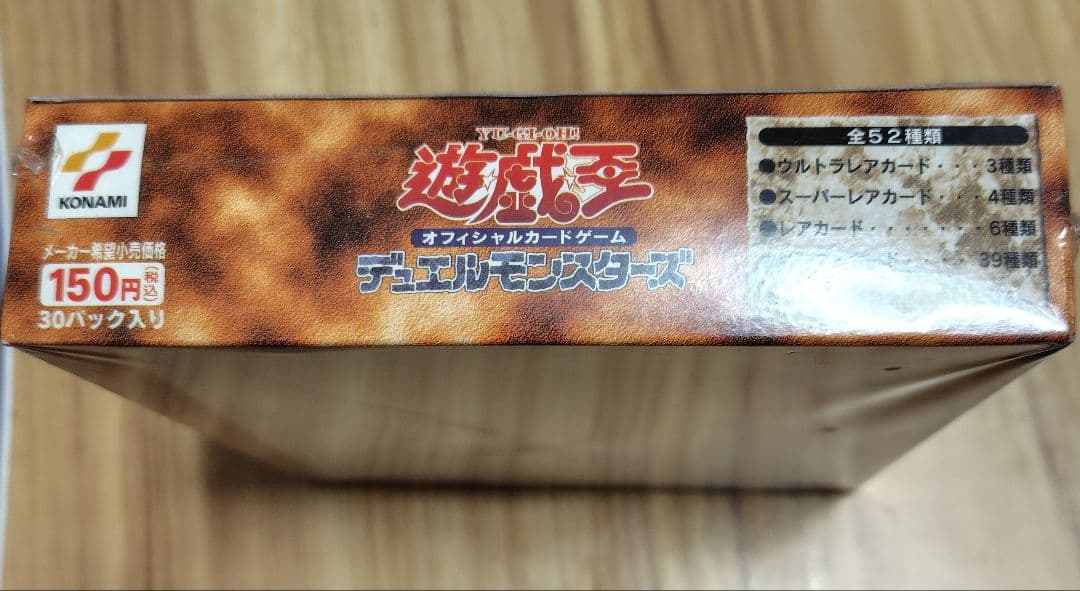 KONAMI
メーカー希望小売価格
150円税込
30パック入り
YU-GI-OH!
遊戯王
オフィシャルカードゲーム
デュエルモンスターズ
全52種類
●ウルトラレアカード・・・3種類
●スーパーレアカード・・・4種類
●レアカード・・・・・・・6種類
ード・・・39種類